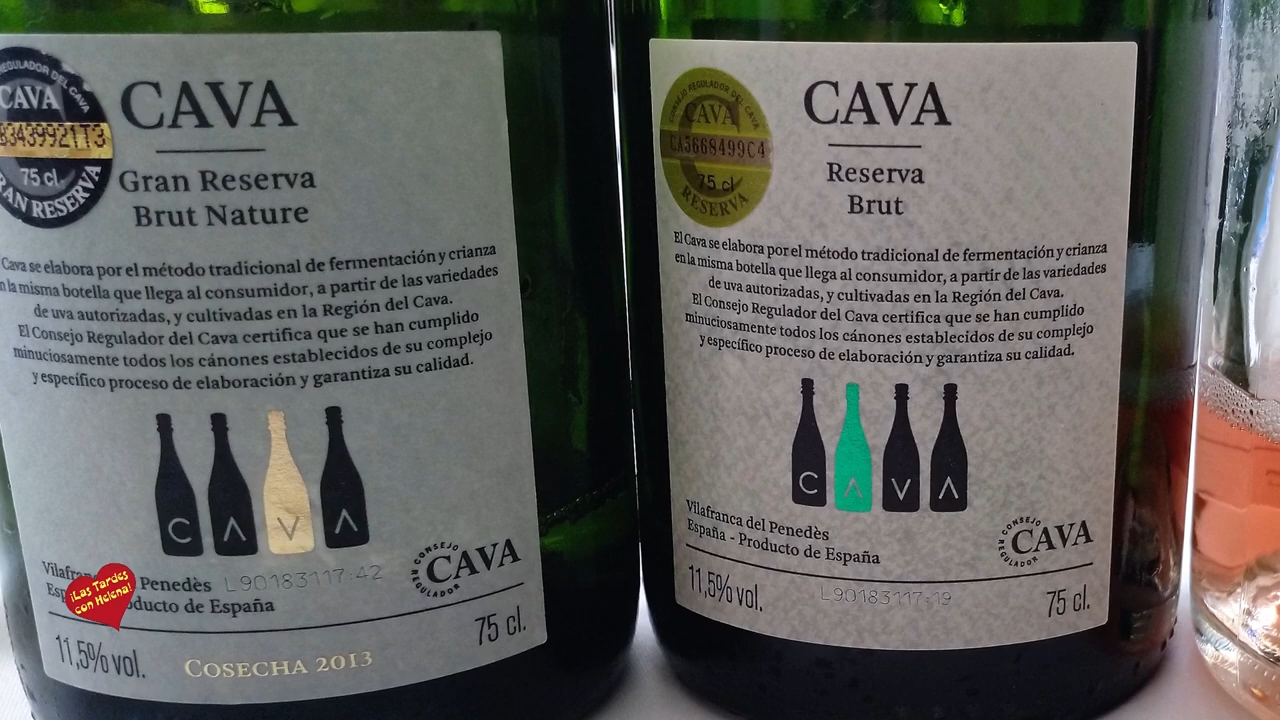 REGULADOR DEL CAVA
CAVA
B3439921T3
75 cl.
GRAN RESERVA
CAVA
Gran Reserva
Brut Nature
Cava se elabora por el método tradicional de fermentación y crianza
la misma botella que llega al consumidor, a partir de las variedades
de uva autorizadas, y cultivadas en la Región del Cava.
El Consejo Regulador del Cava certifica que se han cumplido
minuciosamente todos los cánones establecidos de su complejo
y específico proceso de elaboración y garantiza su calidad.
C A V A
Penedès L90183117:42
de España
¡Las Tardes
con Helena!
CONSEJO REGULADOR
CAVA
11,5% vol.
COSECHA 2013
75 cl.
CONSEJO REGULADOR DEL CAVA
CAVA
CA5668499C4
75 cl
RESERVA
CAVA
Reserva
Brut
El Cava se elabora por el método tradicional de fermentación y crianza
en la misma botella que llega al consumidor, a partir de las variedades
de uva autorizadas, y cultivadas en la Región del Cava.
El Consejo Regulador del Cava certifica que se han cumplido
minuciosamente todos los cánones establecidos de su complejo
y específico proceso de elaboración y garantiza su calidad.
C A V A
Vilafranca del Penedès
España - Producto de España
CONSEJO REGULADOR
CAVA
11,5% vol.
L90183117:19
75 cl.